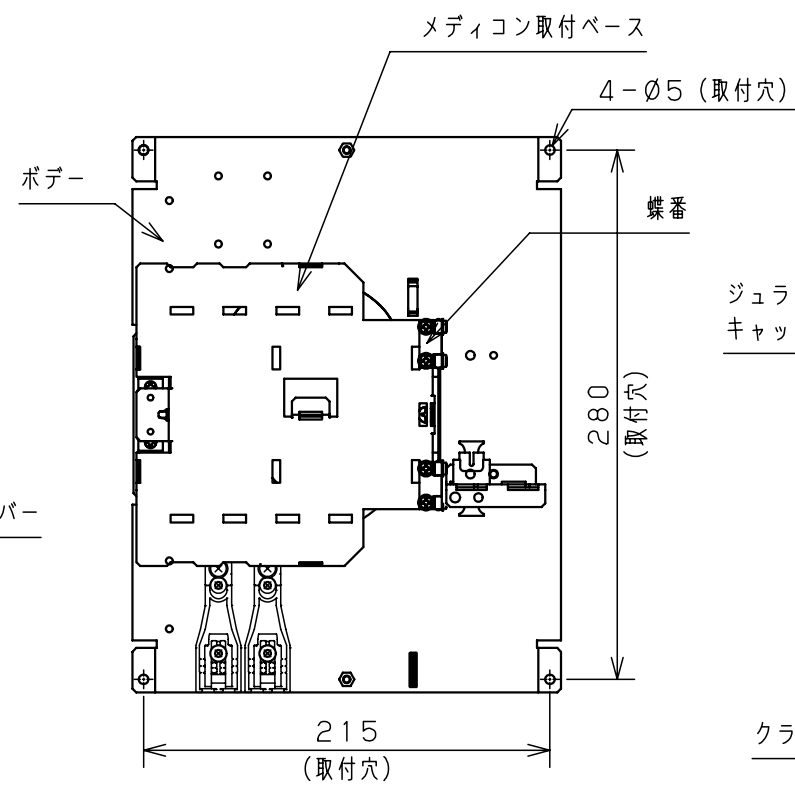 メディコン取付ベース
4-Ø5 (取付穴)
ボデー
蝶番
ジュラ
キャッ
280
(取付穴)
バー
215
(取付穴)
クラ